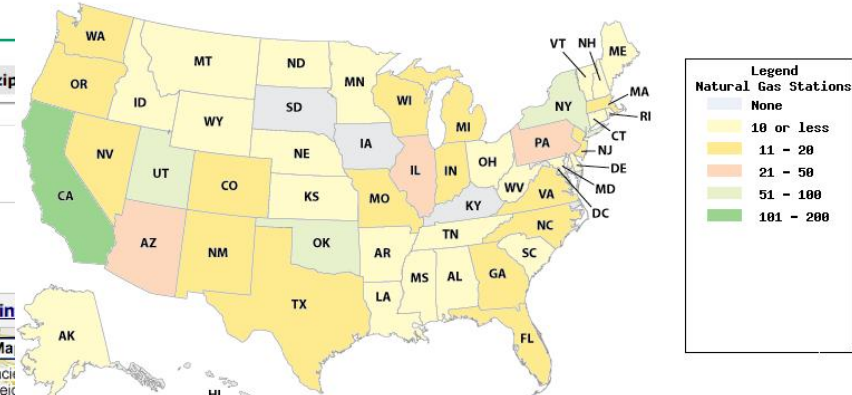 WA
MT
ND
MN
VT
NH
ME
OR
ID
WY
SD
WI
MI
NY
MA
RI
CT
NJ
DE
MD
DC
NV
UT
CO
NE
IA
IL
IN
OH
PA
WV
VA
CA
KS
MO
KY
NC
AZ
NM
OK
AR
TN
SC
TX
LA
MS
AL
GA
FL
AK
HI
zip
in
Legend
Natural Gas Stations
None
10 or less
11 - 20
21 - 50
51 - 100
101 - 200